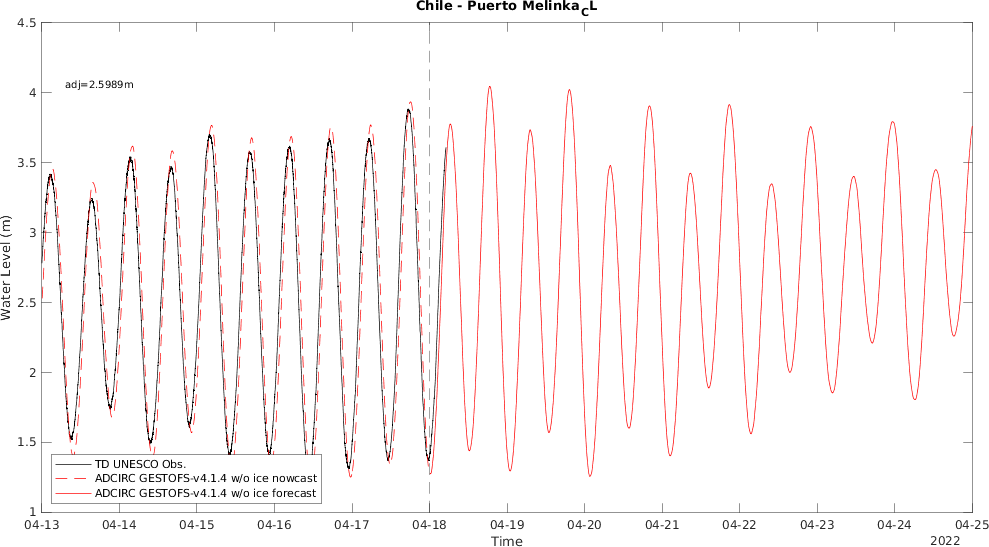 Chile - Puerto Melinka_CL
4.5
4
3.5
3
2.5
2
1.5
1
Water Level (m)
adj=2.5989m
TD UNESCO Obs.
ADCIRC GESTOFS-v4.1.4 w/o ice nowcast
ADCIRC GESTOFS-v4.1.4 w/o ice forecast
04-13 04-14 04-15 04-16 04-17 04-18 04-19 04-20 04-21 04-22 04-23 04-24 04-25
Time
2022